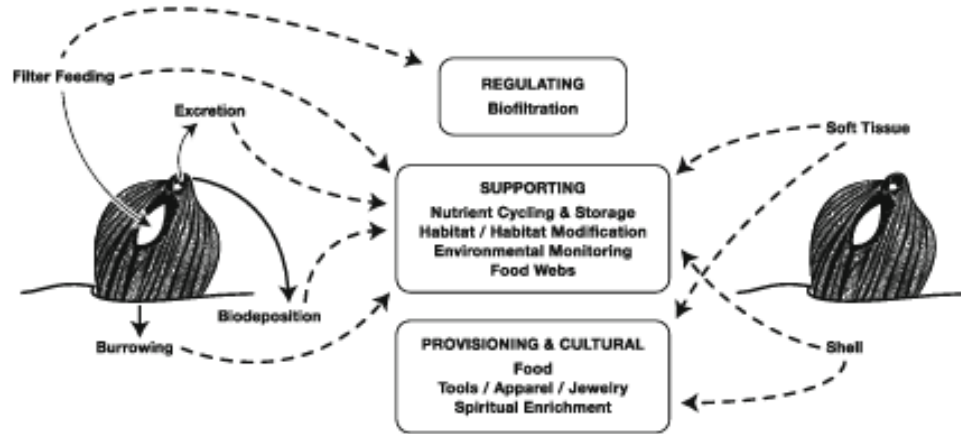 Filter Feeding
Excretion
Biodeposition
Burrowing
REGULATING
Biofiltration
SUPPORTING
Nutrient Cycling & Storage
Habitat / Habitat Modification
Environmental Monitoring
Food Webs
PROVISIONING & CULTURAL
Food
Tools / Apparel / Jewelry
Spiritual Enrichment
Soft Tissue
Shell